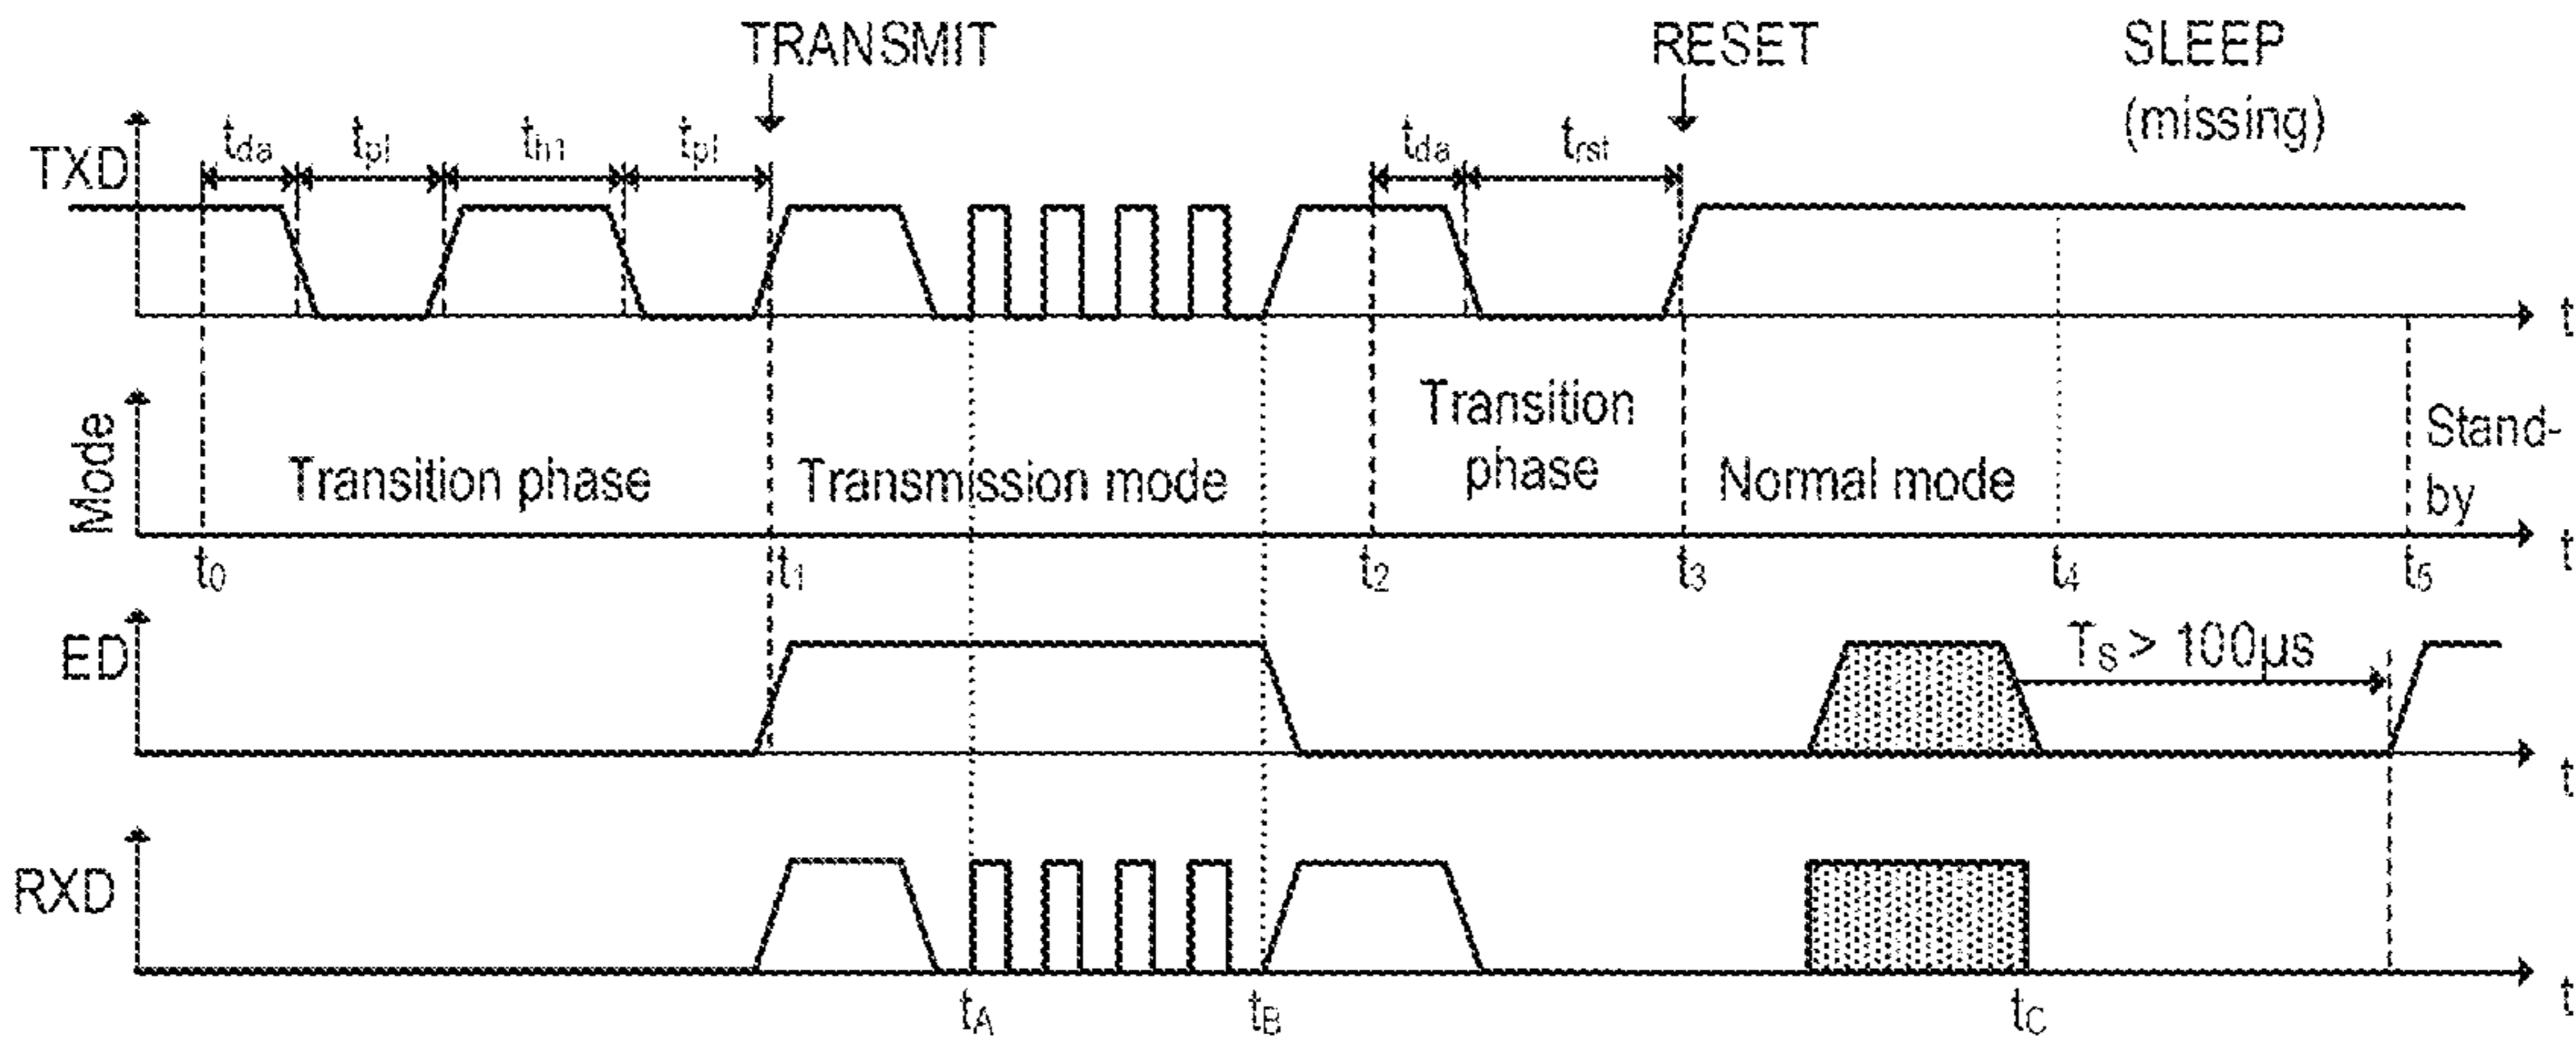 TRANSMIT RESET SLEEP
(missing)
TXD tda tpl th1 tpl tda trst
t
Mode Transition phase Transmission mode Transition
phase Normal mode Stand-
by
t0 t1 t2 t3 t4 t5 t
ED TS > 100µs
t
RXD
tA tB tC t